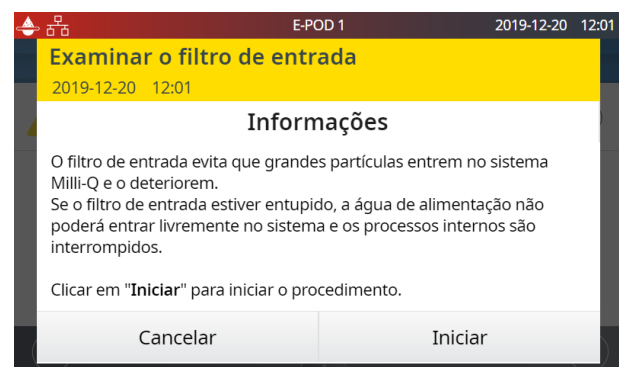 E-POD 1 2019-12-20 12:01
Examinar o filtro de entrada
2019-12-20 12:01
Informações
O filtro de entrada evita que grandes partículas entrem no sistema
Milli-Q e o deteriorem.
Se o filtro de entrada estiver entupido, a água de alimentação não
poderá entrar livremente no sistema e os processos internos são
interrompidos.
Clicar em "Iniciar" para iniciar o procedimento.
Cancelar Iniciar